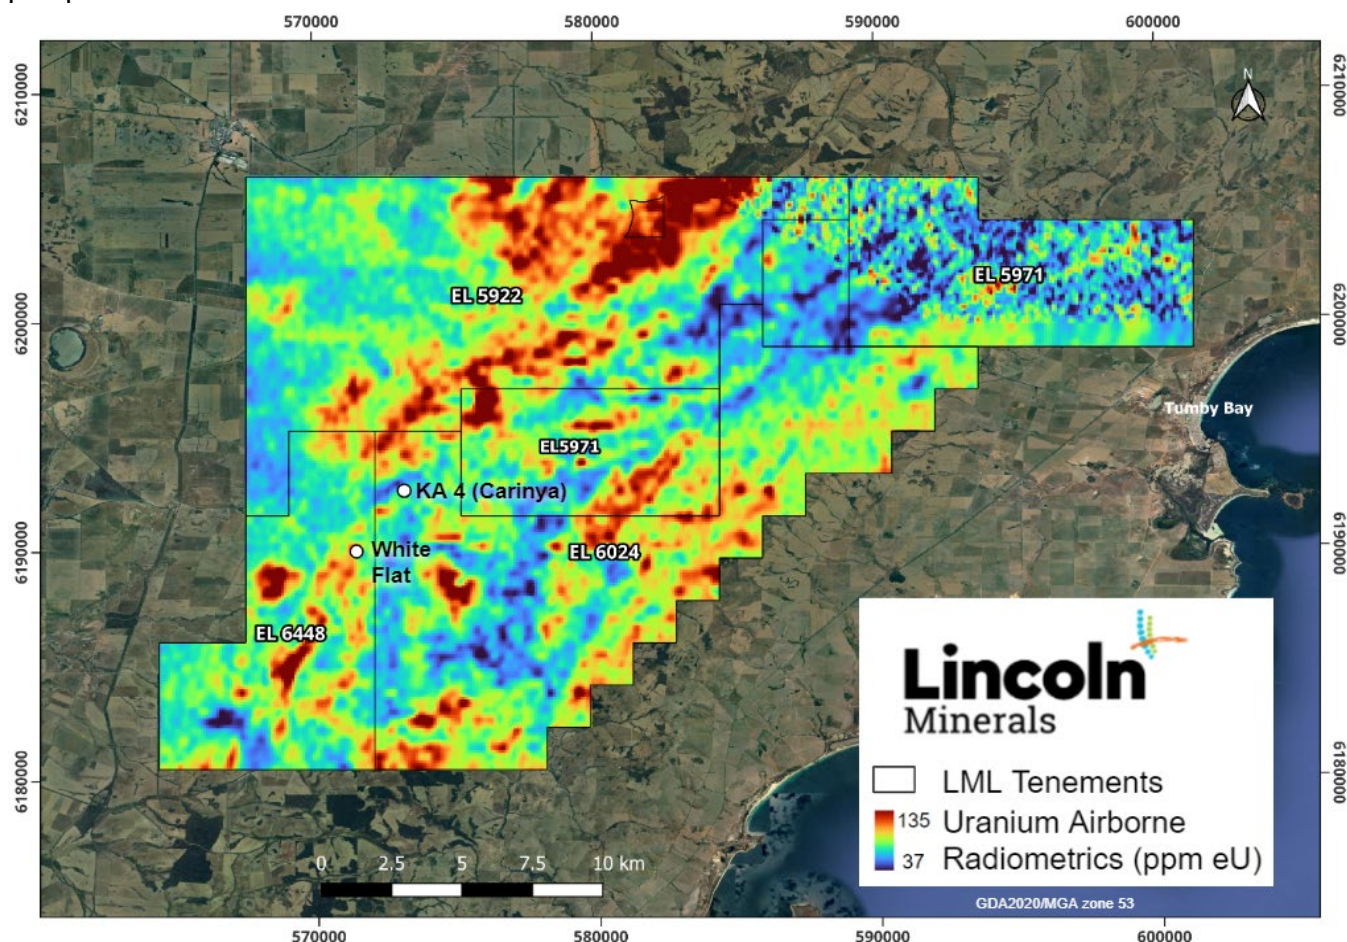 570000
580000
590000
600000
N
6210000
6210000
EL 5971
EL 5922
6200000
6200000
Tumby Bay
EL5971
KA 4 (Carinya)
White
Flat
EL 6024
6190000
6190000
EL 6448
Lincoln
Minerals
LML Tenements
135 Uranium Airborne
37 Radiometrics (ppm eU)
6180000
6180000
0 2.5 5 7.5 10 km
GDA2020/MGA zone 53
570000
580000
590000
600000